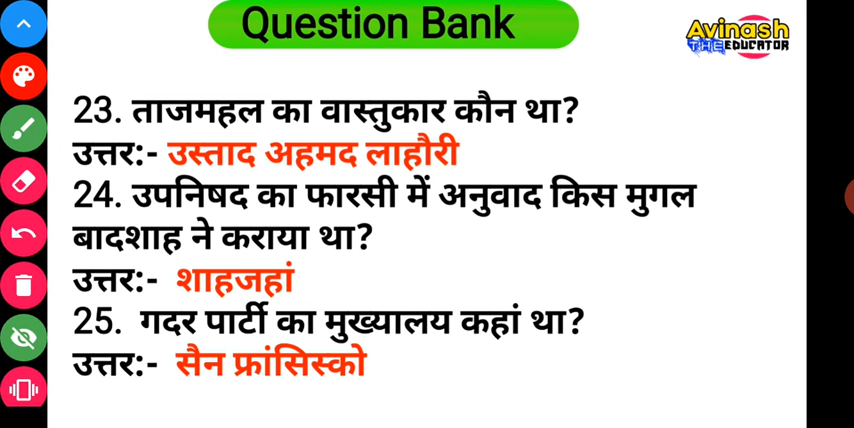 Question Bank
Avinash
THE EDUCATOR
23. ताजमहल का वास्तुकार कौन था?
उत्तर:- उस्ताद अहमद लाहौरी
24. उपनिषद का फारसी में अनुवाद किस मुगल
बादशाह ने कराया था?
उत्तर:- शाहजहां
25. गदर पार्टी का मुख्यालय कहां था?
उत्तर:- सैन फ्रांसिस्को